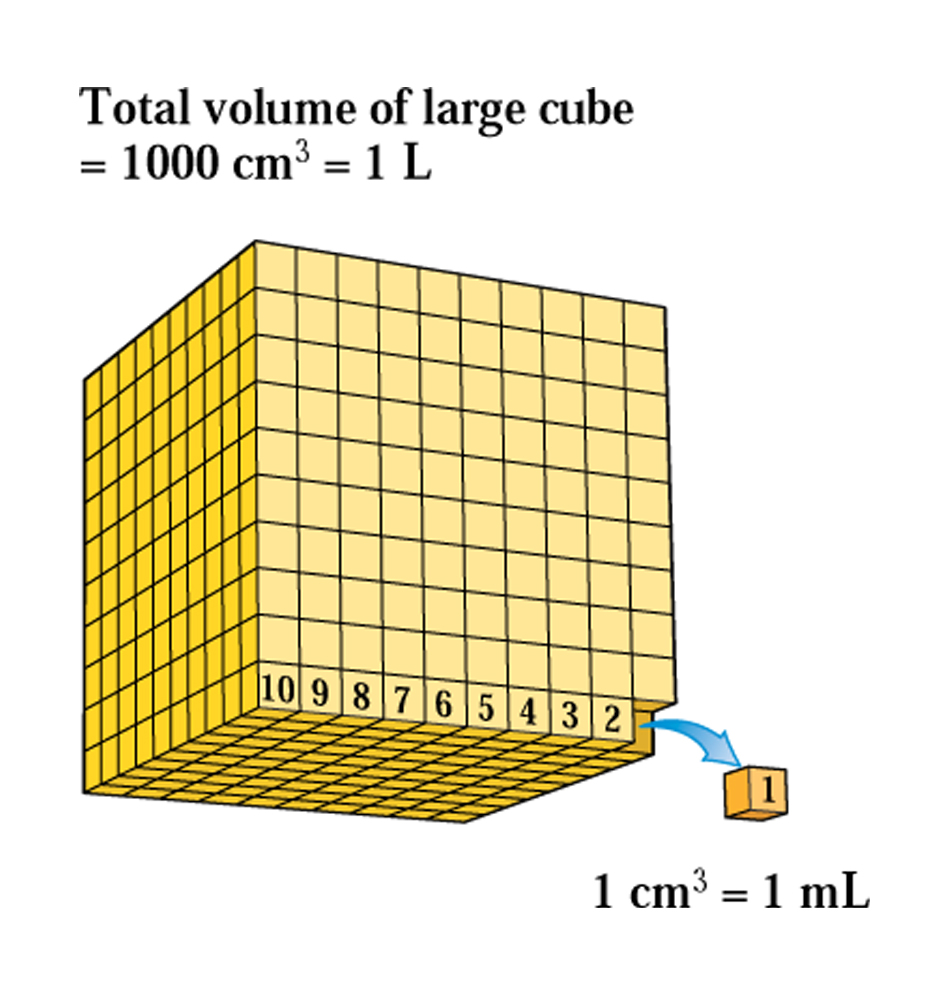 Total volume of large cube
= 1000 cm³ = 1 L
10 9 8 7 6 5 4 3 2
1
1 cm³ = 1 mL